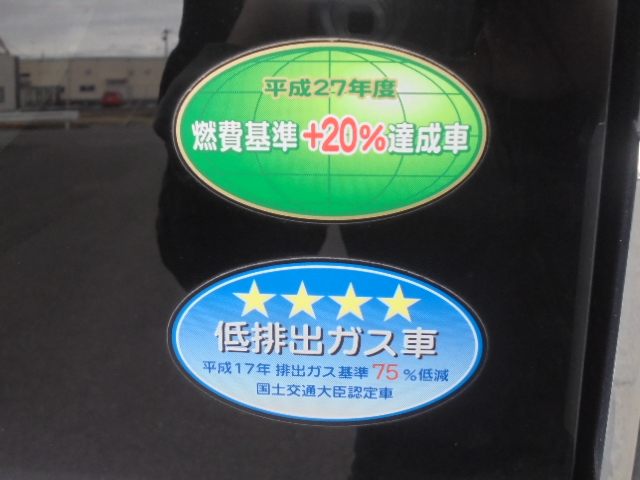 平成27年度
燃費基準+20%達成車
低排出ガス車
平成17年 排出ガス基準 75 %低減
国土交通大臣認定車